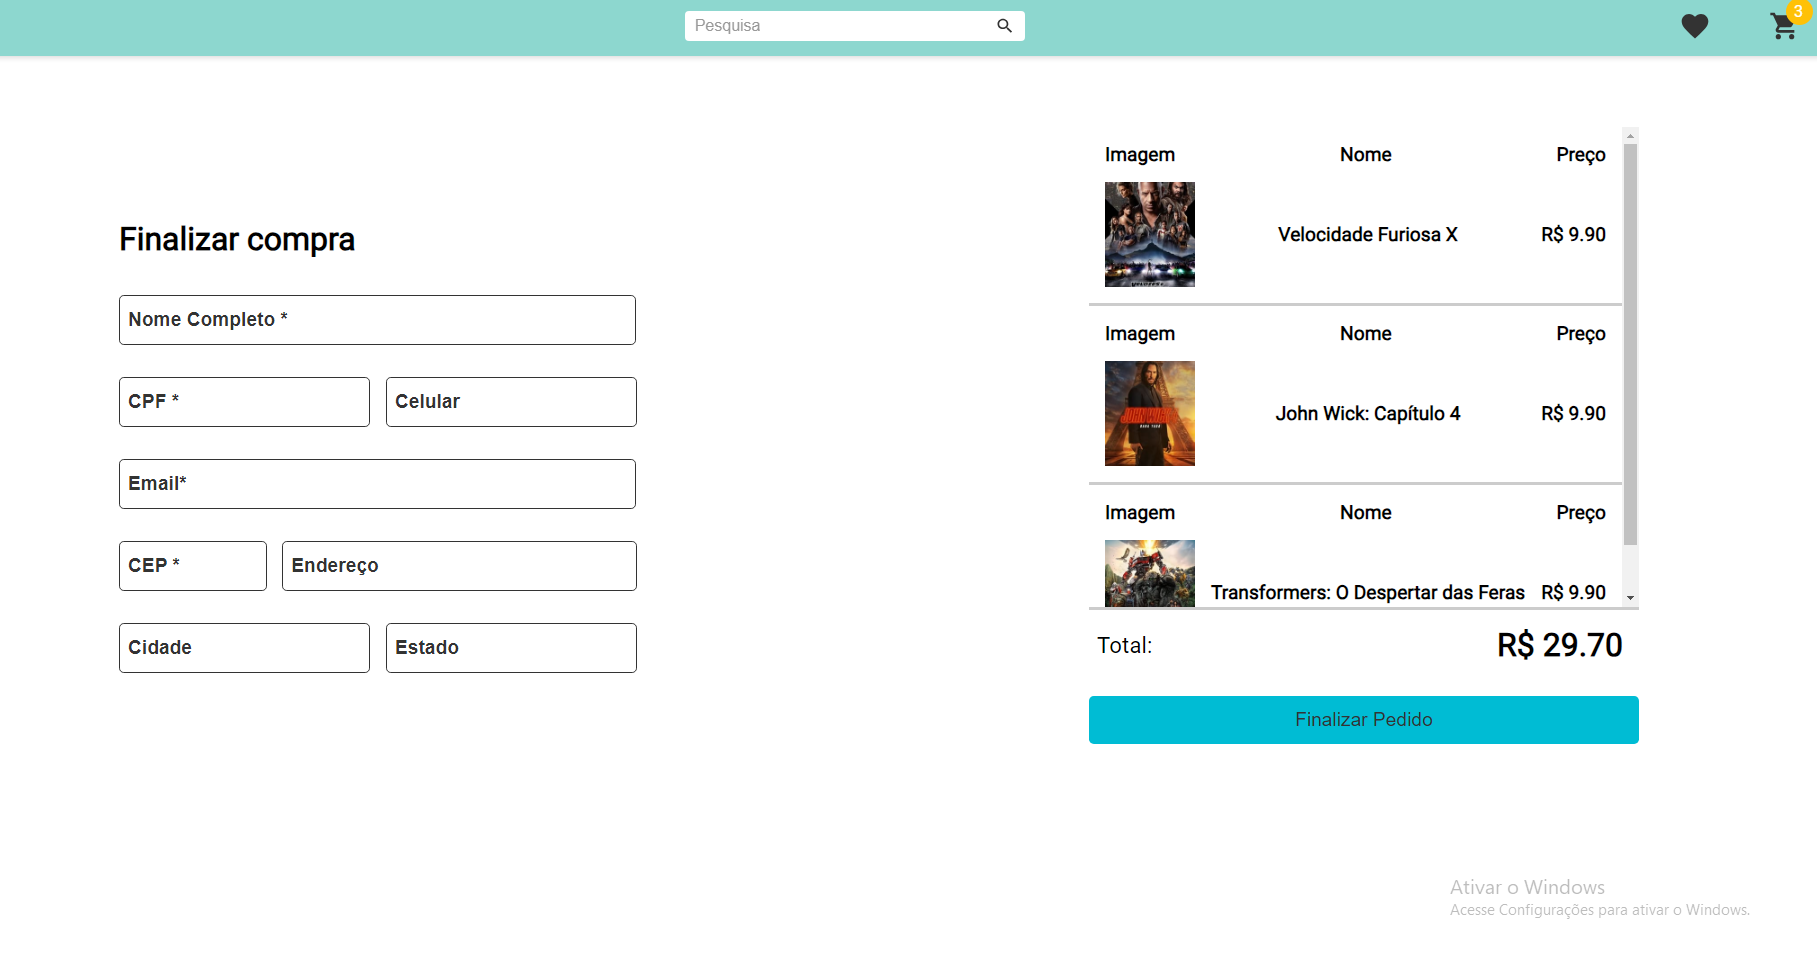 Pesquisa
3
Finalizar compra
Nome Completo *
CPF *
Celular
Email*
CEP *
Endereço
Cidade
Estado
Imagem Nome Preço
Velocidade Furiosa X R$ 9.90
Imagem Nome Preço
JOHN WICK
John Wick: Capítulo 4 R$ 9.90
Imagem Nome Preço
Transformers: O Despertar das Feras R$ 9.90
Total: R$ 29.70
Finalizar Pedido
Ativar o Windows
Acesse Configurações para ativar o Windows.